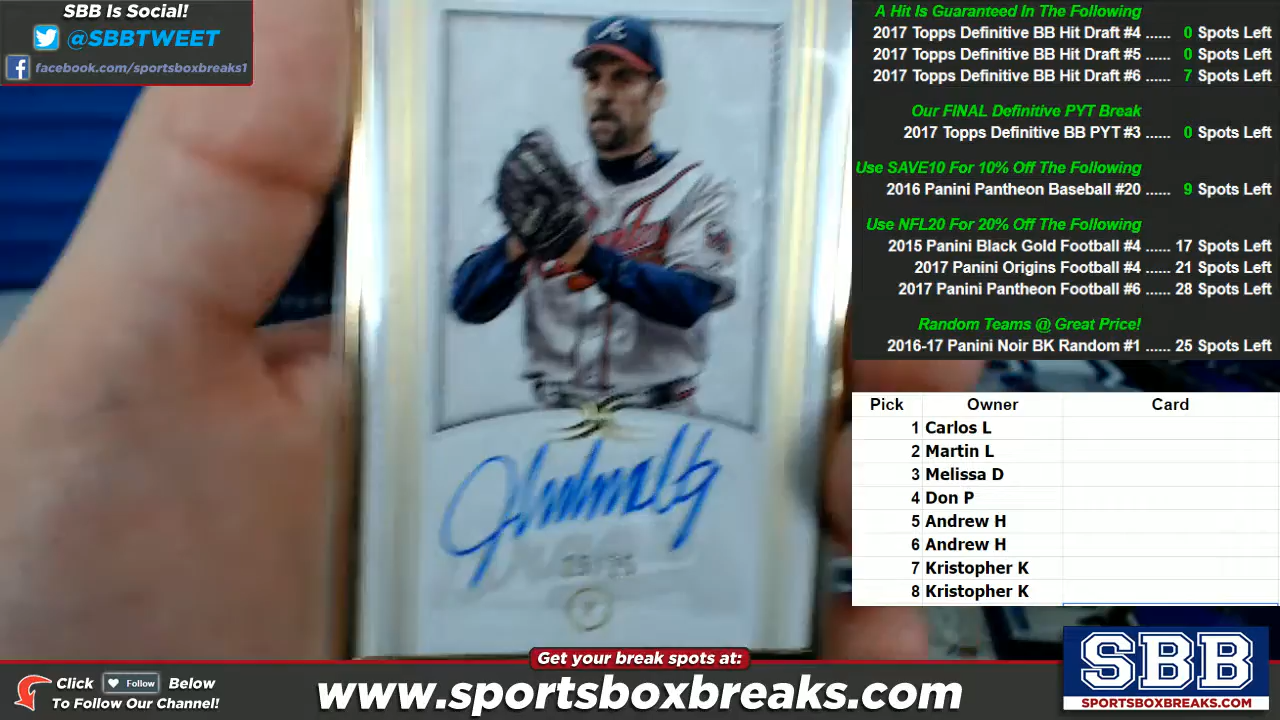 SBB Is Social!
@SBBTWEET
facebook.com/sportsboxbreaks1
A Hit Is Guaranteed In The Following
2017 Topps Definitive BB Hit Draft #4 ...... 0 Spots Left
2017 Topps Definitive BB Hit Draft #5 ...... 0 Spots Left
2017 Topps Definitive BB Hit Draft #6 ...... 7 Spots Left
Our FINAL Definitive PYT Break
2017 Topps Definitive BB PYT #3 ...... 0 Spots Left
Use SAVE10 For 10% Off The Following
2016 Panini Pantheon Baseball #20 ...... 9 Spots Left
Use NFL20 For 20% Off The Following
2015 Panini Black Gold Football #4 ...... 17 Spots Left
2017 Panini Origins Football #4 ...... 21 Spots Left
2017 Panini Pantheon Football #6 ...... 28 Spots Left
Random Teams @ Great Price!
2016-17 Panini Noir BK Random #1 ...... 25 Spots Left
Pick Owner Card
1 Carlos L
2 Martin L
3 Melissa D
4 Don P
5 Andrew H
6 Andrew H
7 Kristopher K
8 Kristopher K
Get your break spots at:
Click Follow Below
To Follow Our Channel!
www.sportsboxbreaks.com
SBB
SPORTSBOXBREAKS.COM